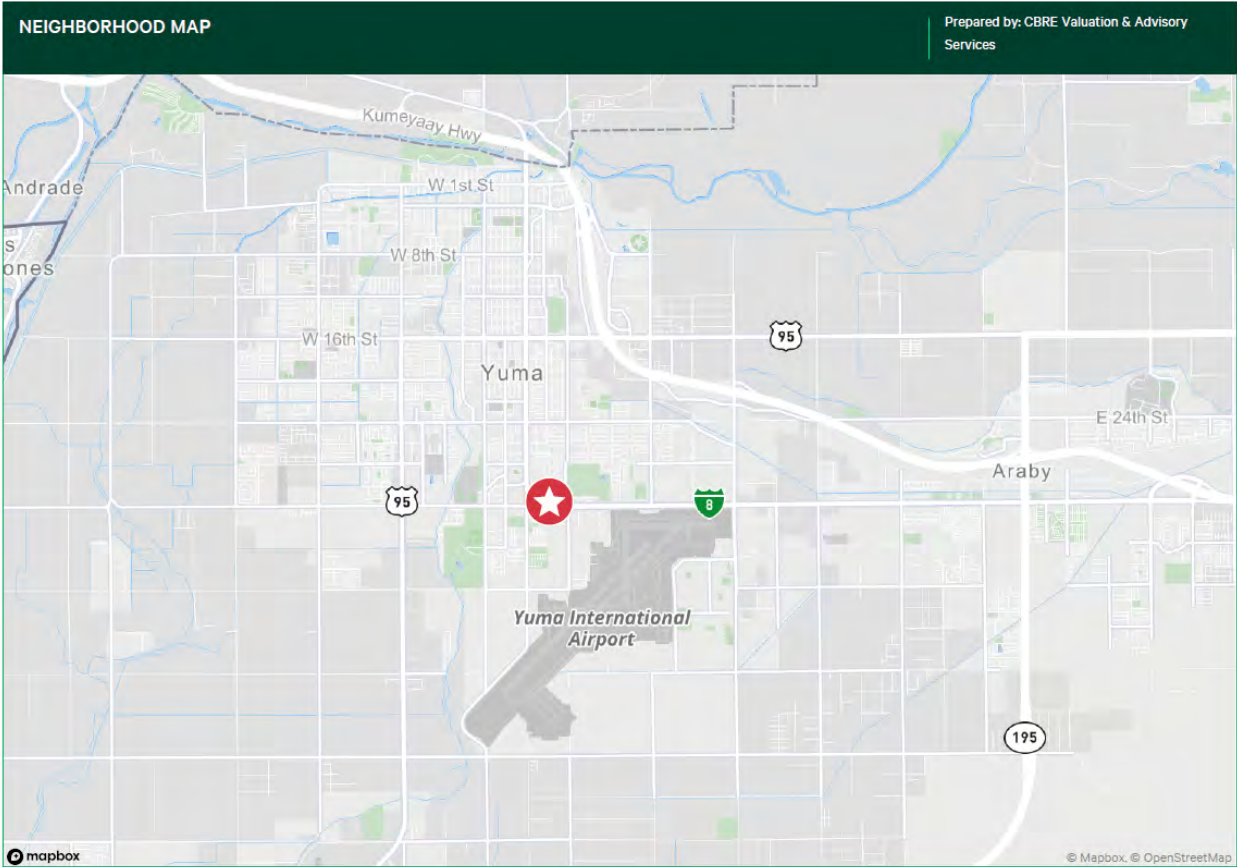 NEIGHBORHOOD MAP
Prepared by: CBRE Valuation & Advisory
Services
Kumeyaay Hwy
Andrade
W 1st St
s
ones
W 8th St
W 16th St
95
Yuma
E 24th St
Araby
95
8
Yuma International
Airport
195
mapbox
© Mapbox, © OpenStreetMap